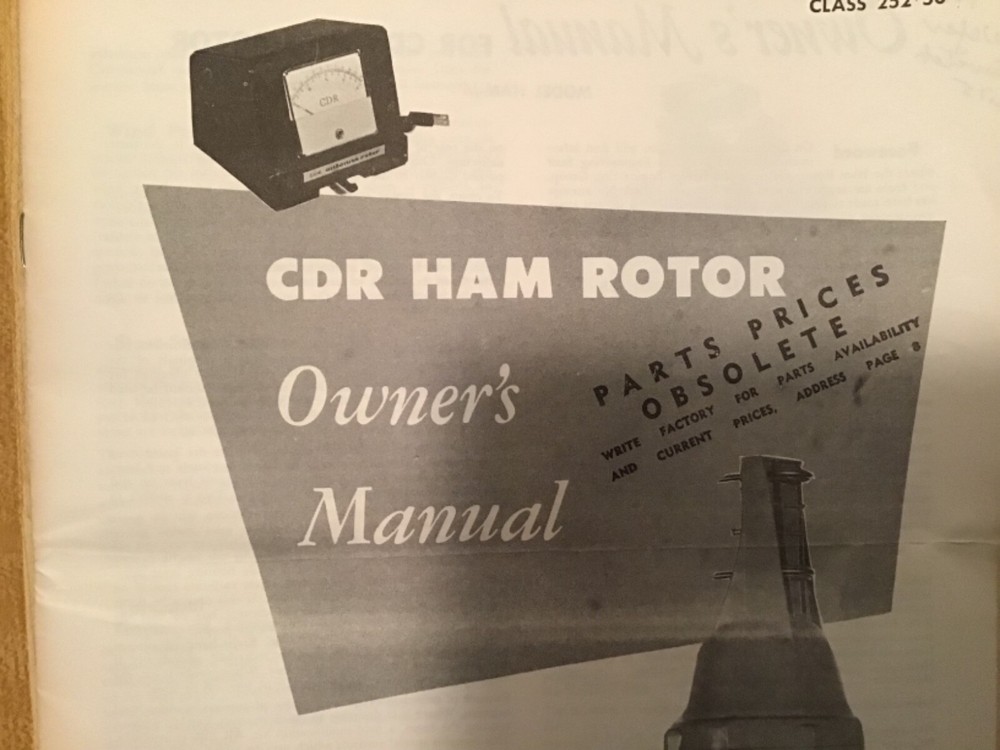 CLASS 252-
CDR
CDR HAM ROTOR
Owner's
Manual
PARTS PRICES
OBSOLETE
WRITE FACTORY FOR PARTS AVAILABILITY
AND CURRENT PRICES, ADDRESS PAGE 8